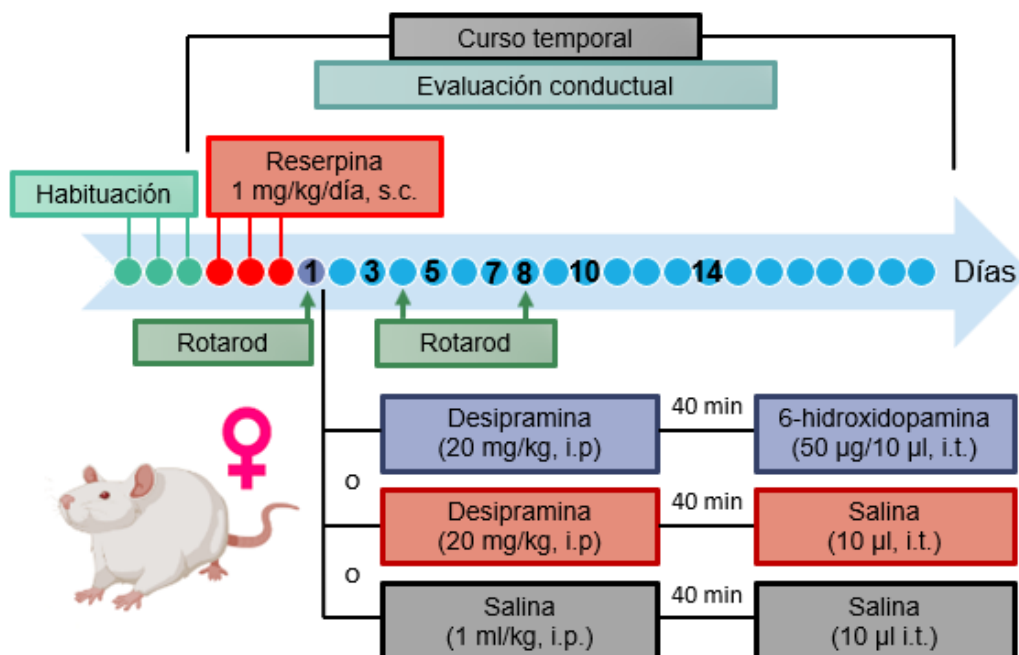 Curso temporal
Evaluación conductual
Reserpina
1 mg/kg/día, s.c.
Habituación
1 3 5 7 8 10 14 Días
Rotarod
Rotarod
Desipramina
(20 mg/kg, i.p)
40 min
6-hidroxidopamina
(50 µg/10 µl, i.t.)
o
Desipramina
(20 mg/kg, i.p)
40 min
Salina
(10 µl, i.t.)
o
Salina
(1 ml/kg, i.p.)
40 min
Salina
(10 µl i.t.)